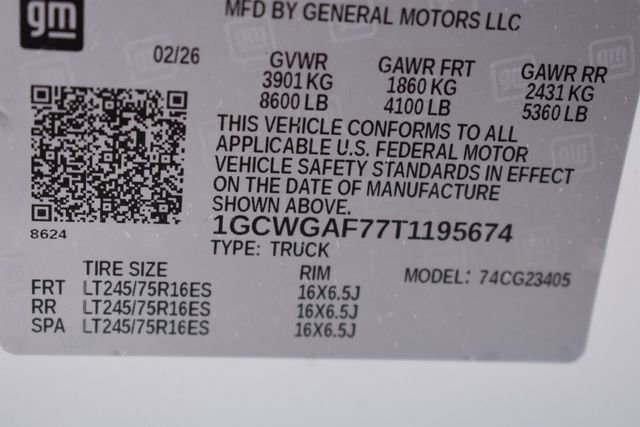 gm
MFD BY GENERAL MOTORS LLC
02/26 GVWR GAWR FRT GAWR RR
3901 KG 1860 KG 2431 KG
8600 LB 4100 LB 5360 LB
THIS VEHICLE CONFORMS TO ALL
APPLICABLE U.S. FEDERAL MOTOR
VEHICLE SAFETY STANDARDS IN EFFECT
ON THE DATE OF MANUFACTURE
SHOWN ABOVE.
8624 1GCWGAF77T1195674
TYPE: TRUCK
TIRE SIZE RIM MODEL: 74CG23405
FRT LT245/75R16ES 16X6.5J
RR LT245/75R16ES 16X6.5J
SPA LT245/75R16ES 16X6.5J